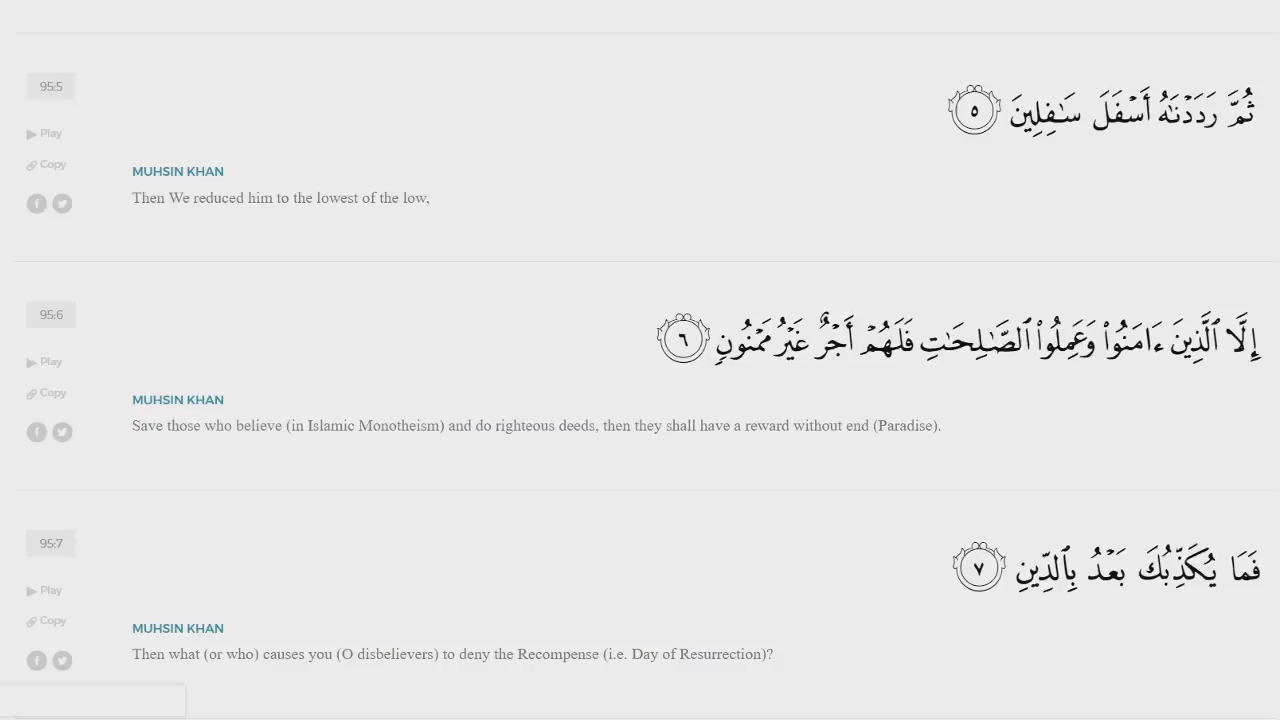 95:5
ثُمَّ رَدَدْنَـٰهُ أَسْفَلَ سَـٰفِلِينَ ٥
Play
Copy
MUHSIN KHAN
Then We reduced him to the lowest of the low,
95:6
إِلَّا ٱلَّذِينَ ءَامَنُوا۟ وَعَمِلُوا۟ ٱلصَّـٰلِحَـٰتِ فَلَهُمْ أَجْرٌ غَيْرُ مَمْنُونٍ ٦
Play
Copy
MUHSIN KHAN
Save those who believe (in Islamic Monotheism) and do righteous deeds, then they shall have a reward without end (Paradise).
95:7
فَمَا يُكَذِّبُكَ بَعْدُ بِٱلدِّينِ ٧
Play
Copy
MUHSIN KHAN
Then what (or who) causes you (O disbelievers) to deny the Recompense (i.e. Day of Resurrection)?